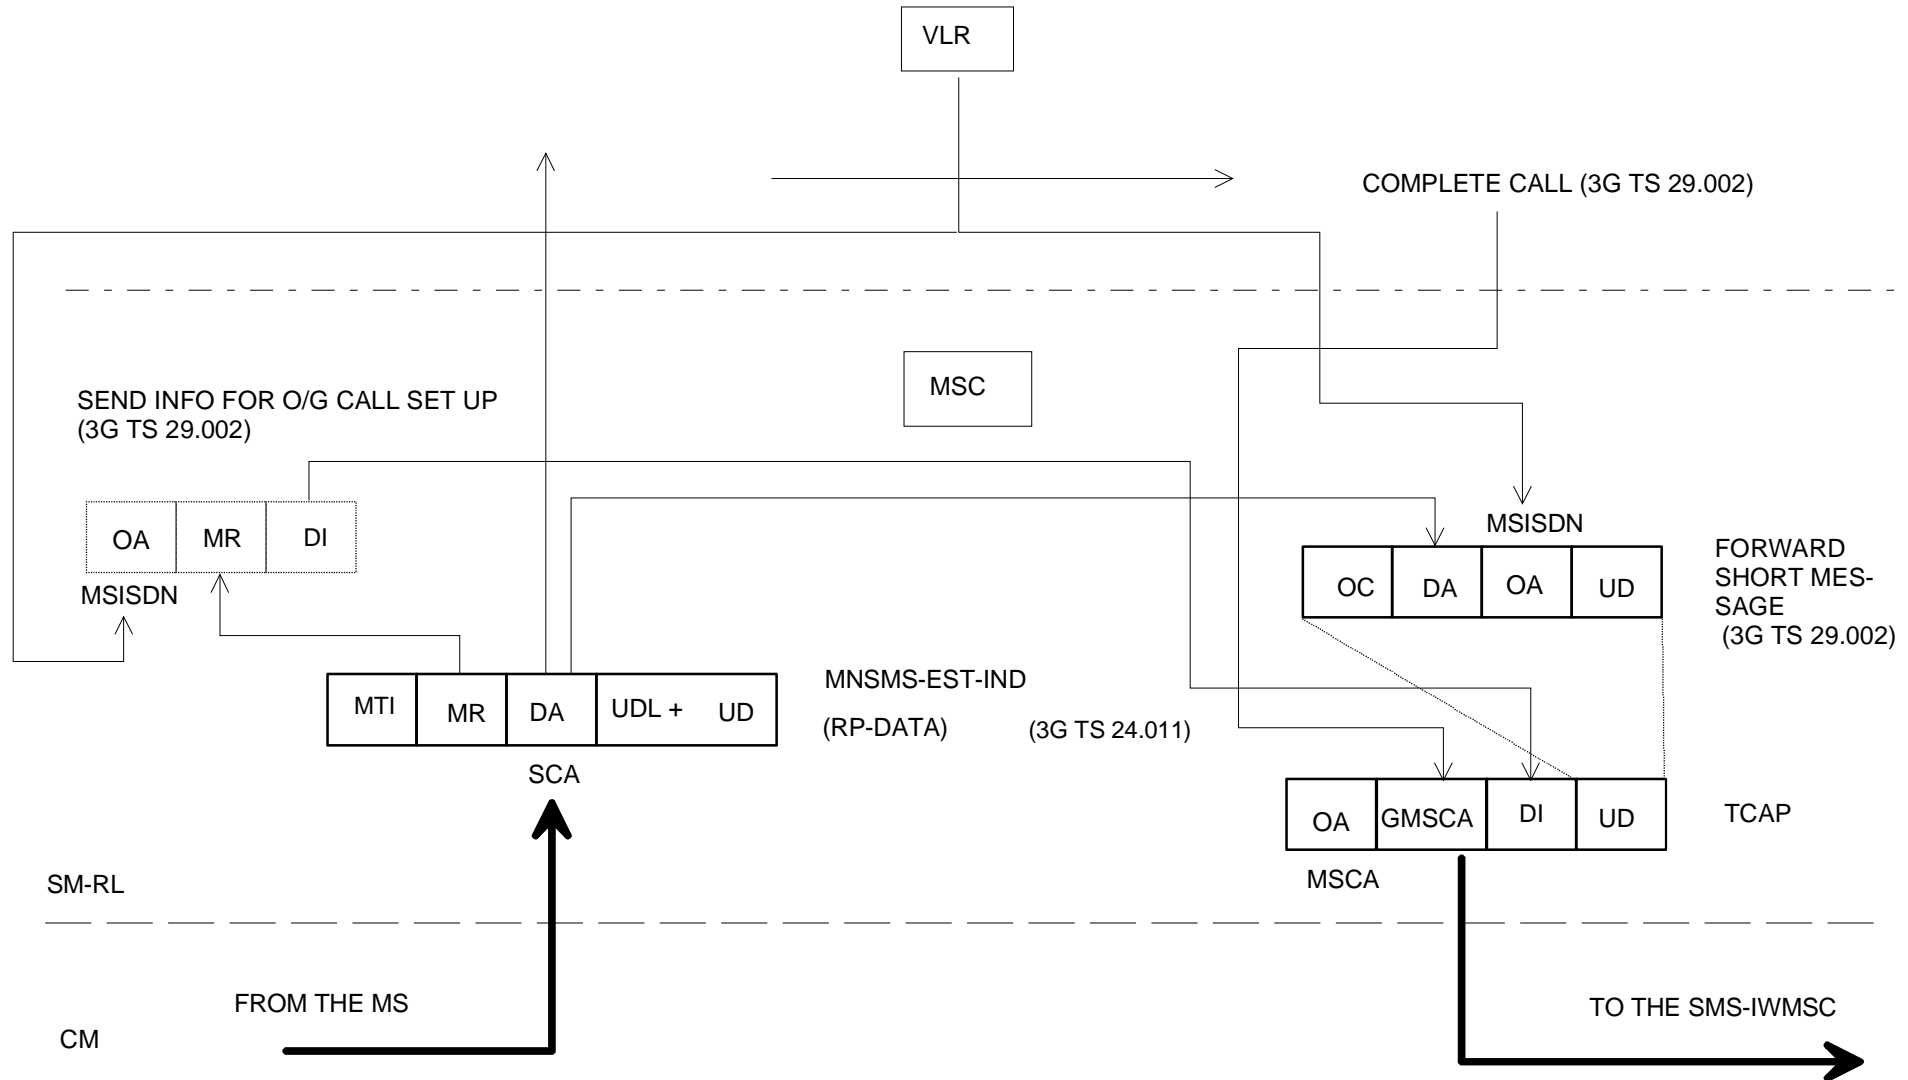 VLR
COMPLETE CALL (3G TS 29.002)
MSC
SEND INFO FOR O/G CALL SET UP
(3G TS 29.002)
OA MR DI
MSISDN
MSISDN
OC DA OA UD
FORWARD
SHORT MES-
SAGE
(3G TS 29.002)
MTI MR DA UDL + UD
MNSMS-EST-IND
(RP-DATA) (3G TS 24.011)
SCA
OA GMSCA DI UD
TCAP
MSCA
SM-RL
FROM THE MS
TO THE SMS-IWMSC
CM